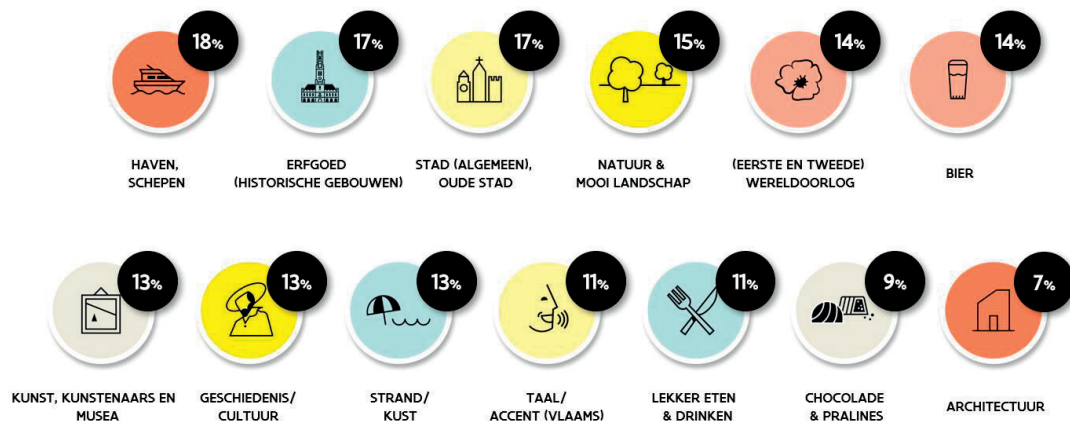 18%
17%
17%
15%
14%
14%
HAVEN,
SCHEPEN
ERFGOED
(HISTORISCHE GEBOUWEN)
STAD (ALGEMEEN),
OUDE STAD
NATUUR &
MOOI LANDSCHAP
(EERSTE EN TWEEDE)
WERELDOORLOG
BIER
13%
13%
13%
11%
11%
9%
7%
KUNST, KUNSTENAARS EN
MUSEA
GESCHIEDENIS/
CULTUUR
STRAND/
KUST
TAAL/
ACCENT (VLAAMS)
LEKKER ETEN
& DRINKEN
CHOCOLADE
& PRALINES
ARCHITECTUUR